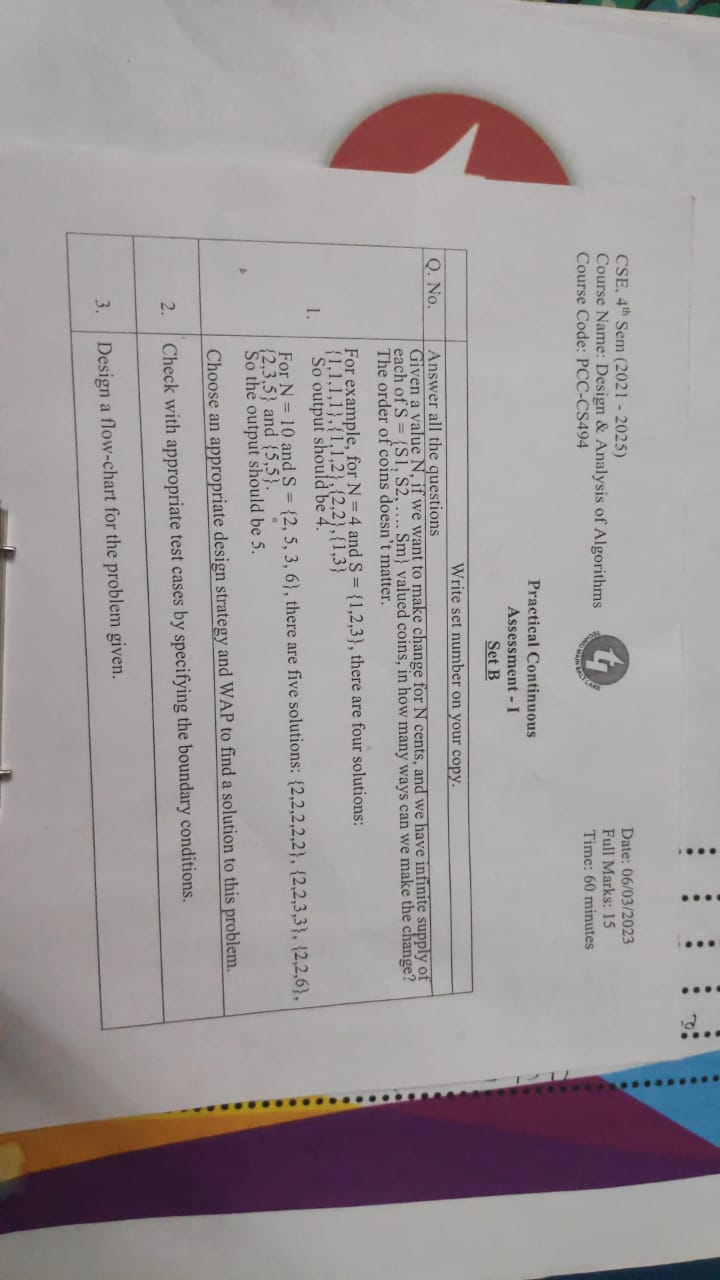 CSE, 4th Sem (2021 - 2025)
Course Name: Design & Analysis of Algorithms
Course Code: PCC-CS494
Date: 06/03/2023
Full Marks: 15
Time: 60 minutes
Practical Continuous
Assessment - I
Set B
Write set number on your copy.
Q. No. Answer all the questions
Given a value N, if we want to make change for N cents, and we have infinite supply of
each of S = {S1, S2, .... Sm} valued coins, in how many ways can we make the change?
The order of coins doesn't matter.
For example, for N = 4 and S = {1,2,3}, there are four solutions:
{1,1,1,1},{1,1,2},{2,2},{1,3}
So output should be 4.
1.
For N = 10 and S = {2, 5, 3, 6}, there are five solutions: {2,2,2,2,2}, {2,2,3,3}, {2,2,6},
{2,3,5} and {5,5}.
So the output should be 5.
Choose an appropriate design strategy and WAP to find a solution to this problem.
2. Check with appropriate test cases by specifying the boundary conditions.
3. Design a flow-chart for the problem given.